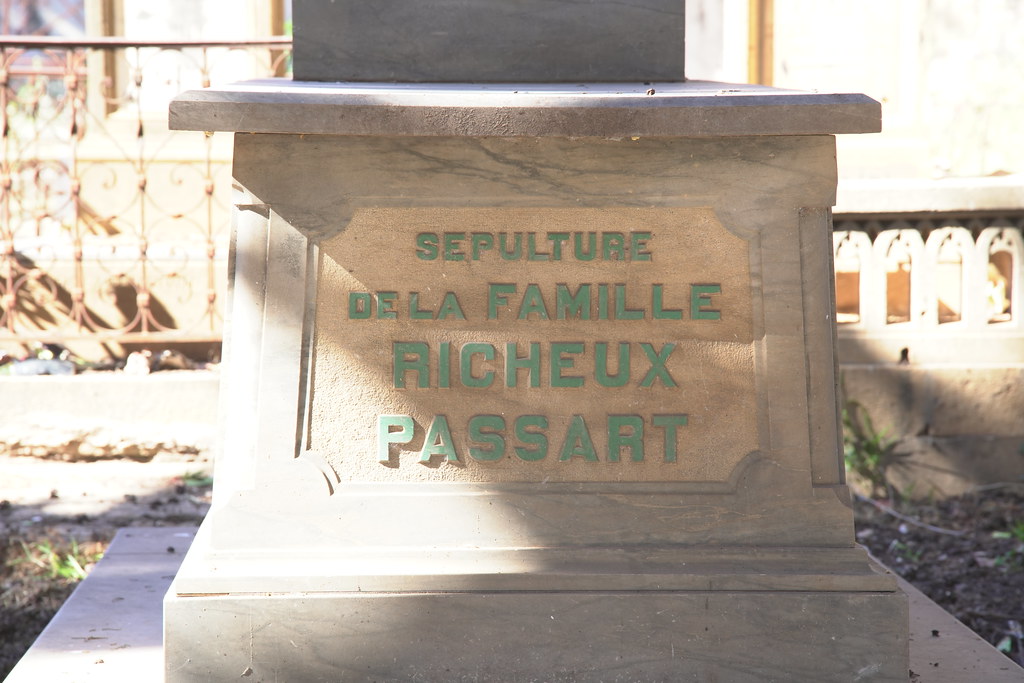 SEPULTURE
DE LA FAMILLE
RICHEUX
PASSART